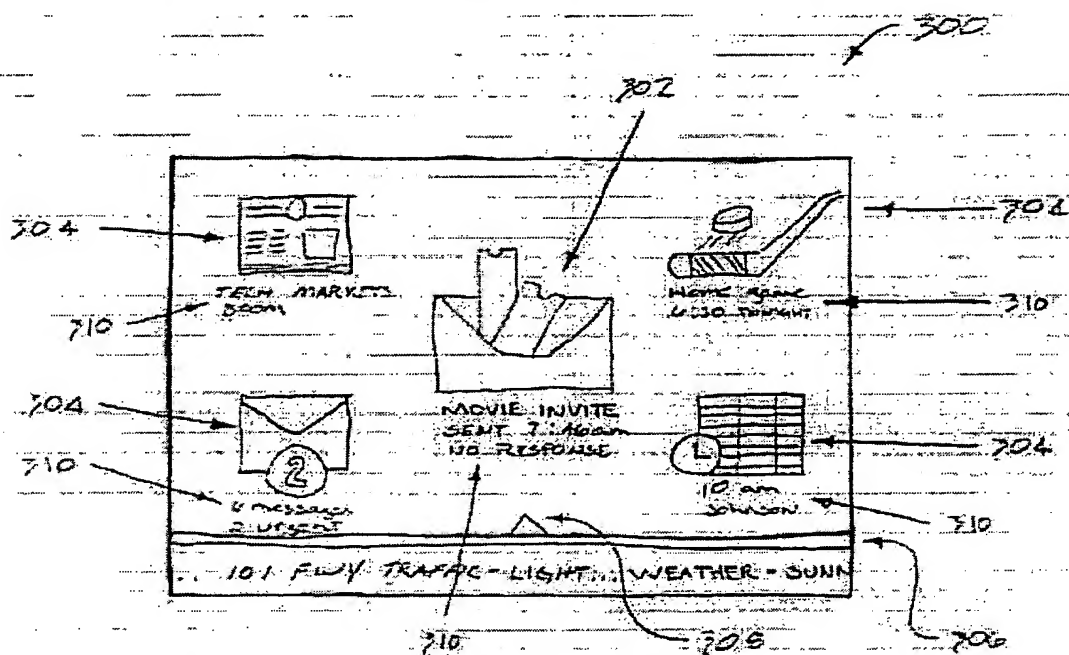 300
302
304
304
TECH MARKETS
BOOM
310
HOME GAME
6:30 TONIGHT
310
304
MOVIE INVITE
SENT 7:46am
NO RESPONSE
2
304
310
6 messages
2 urgent
10 am
JOHNSON
310
.. 101 FWY TRAFFIC - LIGHT... WEATHER - SUNN
310
308
306